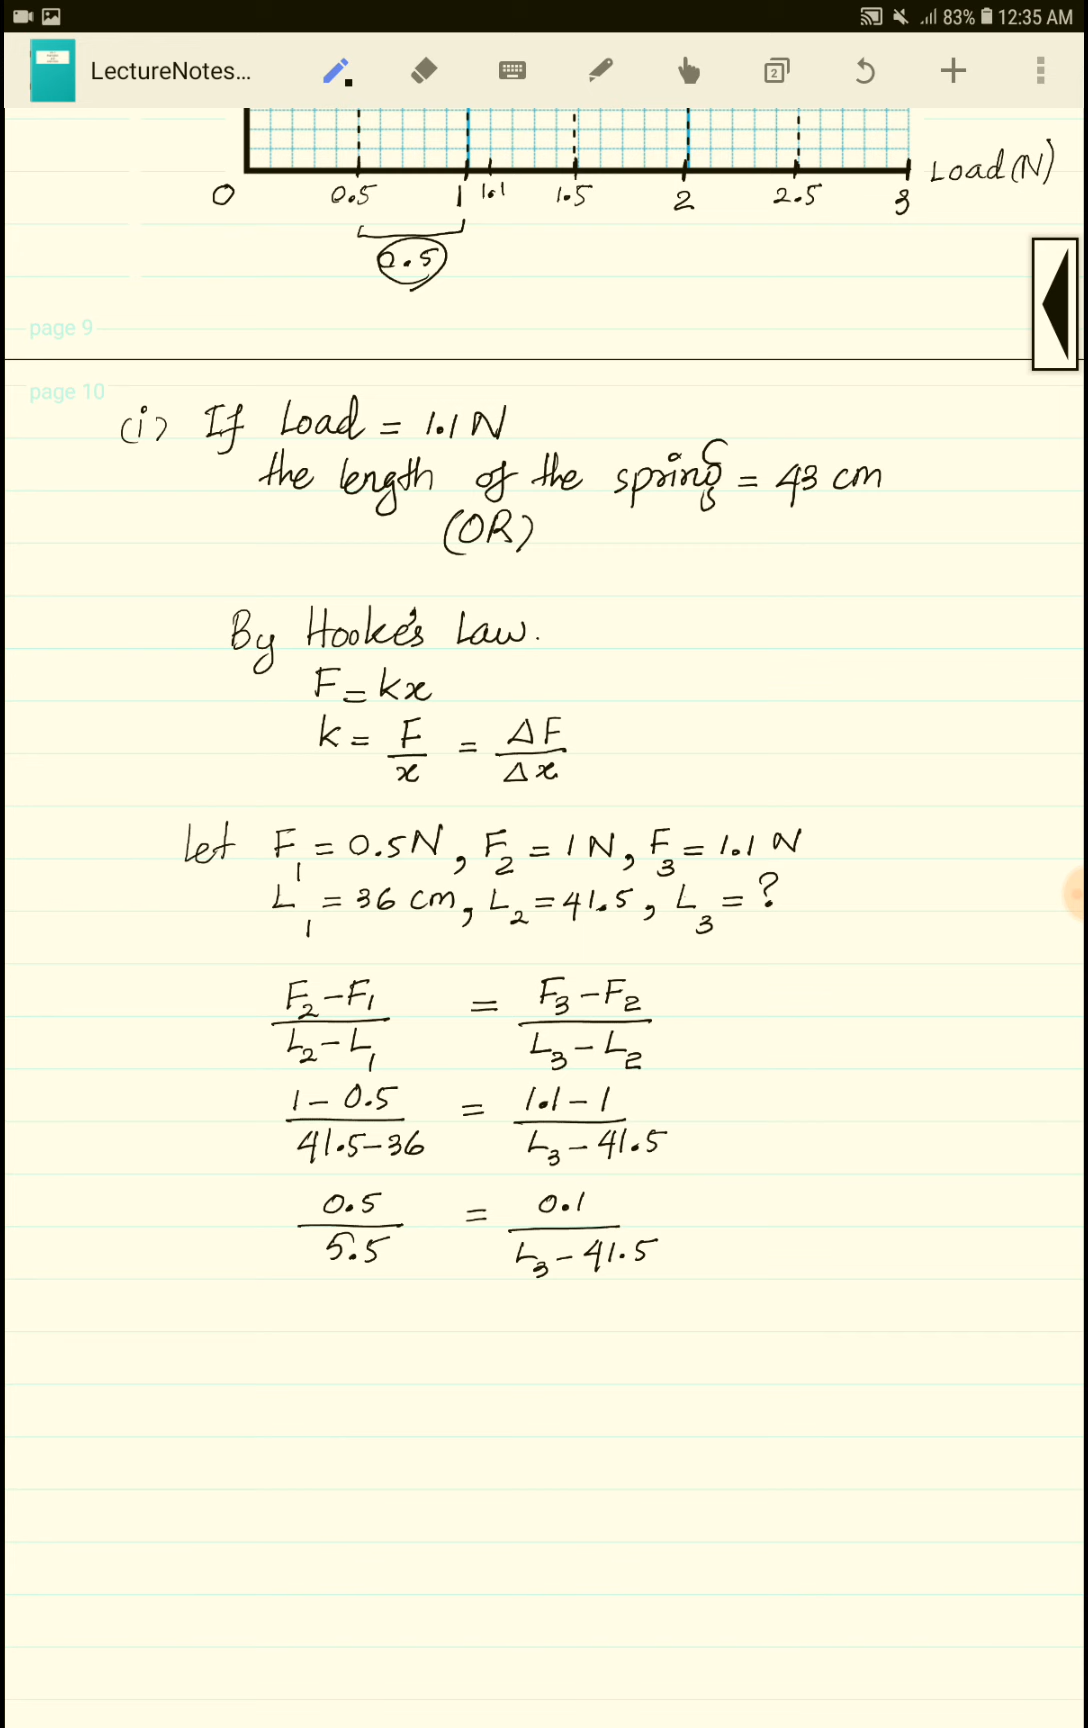 83% 12:35 AM
LectureNotes...
2
Load (N)
0 0.5 1 1.1 1.5 2 2.5 3
0.5
page 9
page 10
(i) If Load = 1.1 N
the length of the spring = 43 cm
(OR)
By Hooke's Law.
F = kx
k = F/x = ΔF/Δx
Let F₁ = 0.5N, F₂ = 1N, F₃ = 1.1 N
L₁ = 36 cm, L₂ = 41.5, L₃ = ?
F₂ - F₁ = F₃ - F₂
L₂ - L₁ L₃ - L₂
1 - 0.5 = 1.1 - 1
41.5 - 36 L₃ - 41.5
0.5 = 0.1
5.5 L₃ - 41.5